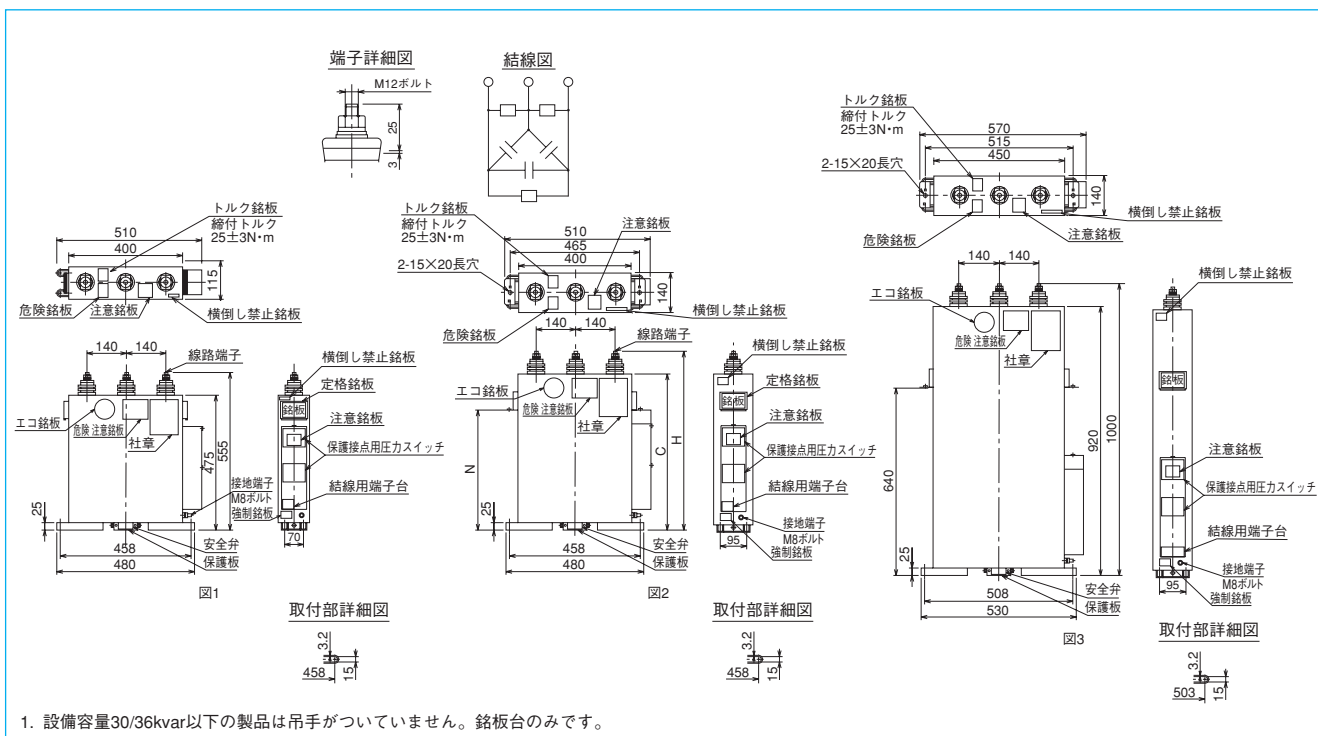 端子詳細図
M12ボルト
25
3
結線図
トルク銘板
締付トルク
25±3N・m
510
400
115
危険銘板
注意銘板
横倒し禁止銘板
140
140
線路端子
エコ銘板
危険 注意銘板
社章
475
555
25
458
480
接地端子
M8ボルト
強制銘板
安全弁
保護板
図1
横倒し禁止銘板
定格銘板
銘板
注意銘板
保護接点用圧力スイッチ
結線用端子台
70
取付部詳細図
3.2
458
15
トルク銘板
締付トルク
25±3N・m
注意銘板
510
465
400
2-15×20長穴
140
危険銘板
横倒し禁止銘板
140
140
線路端子
エコ銘板
危険 注意銘板
社章
N
C
H
25
458
480
安全弁
保護板
図2
横倒し禁止銘板
定格銘板
銘板
注意銘板
保護接点用圧力スイッチ
結線用端子台
接地端子
M8ボルト
強制銘板
95
取付部詳細図
3.2
458
15
トルク銘板
締付トルク
25±3N・m
570
515
450
2-15×20長穴
140
横倒し禁止銘板
危険銘板
注意銘板
140
140
エコ銘板
危険 注意銘板
社章
640
920
1000
25
508
530
安全弁
保護板
図3
横倒し禁止銘板
銘板
注意銘板
保護接点用圧力スイッチ
結線用端子台
接地端子
M8ボルト
強制銘板
95
取付部詳細図
3.2
503
15
1. 設備容量30/36kvar以下の製品は吊手がついていません。銘板台のみです。